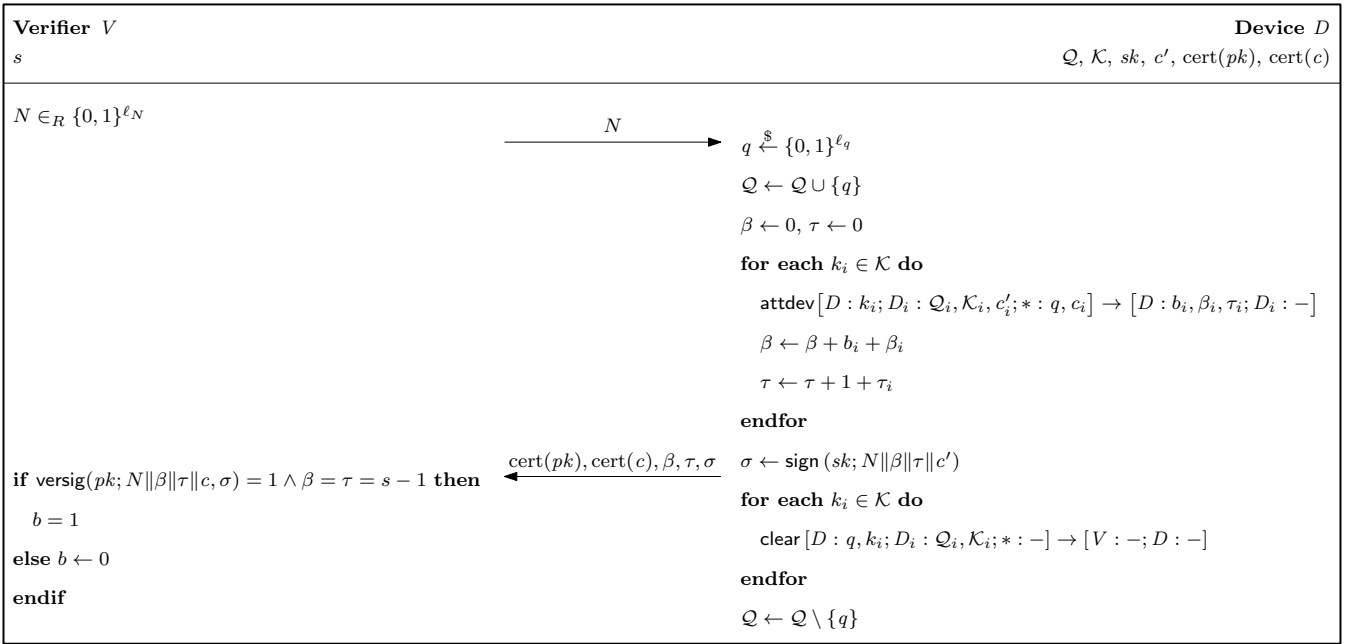 Verifier V
Device D
s
𝒬, 𝒦, sk, c′, cert(pk), cert(c)
N ∈_R {0, 1}^{ℓ_N}
N
q ←^$ {0, 1}^{ℓ_q}
𝒬 ← 𝒬 ∪ {q}
β ← 0, τ ← 0
for each k_i ∈ 𝒦 do
attdev[D : k_i; D_i : 𝒬_i, 𝒦_i, c′_i; ∗ : q, c_i] → [D : b_i, β_i, τ_i; D_i : −]
β ← β + b_i + β_i
τ ← τ + 1 + τ_i
endfor
cert(pk), cert(c), β, τ, σ
σ ← sign (sk; N‖β‖τ‖c′)
if versig(pk; N‖β‖τ‖c, σ) = 1 ∧ β = τ = s − 1 then
for each k_i ∈ 𝒦 do
b = 1
clear [D : q, k_i; D_i : 𝒬_i, 𝒦_i; ∗ : −] → [V : −; D : −]
else b ← 0
endfor
endif
𝒬 ← 𝒬 \ {q}